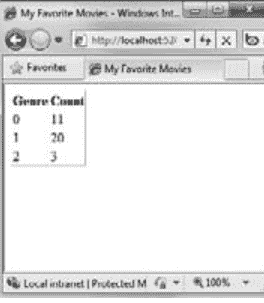 My Favorite Movies - Windows Int...
http://localhost:52
Favorites
My Favorite Movies
Genre Count
0 11
1 20
2 3
Local intranet | Protected M
100%